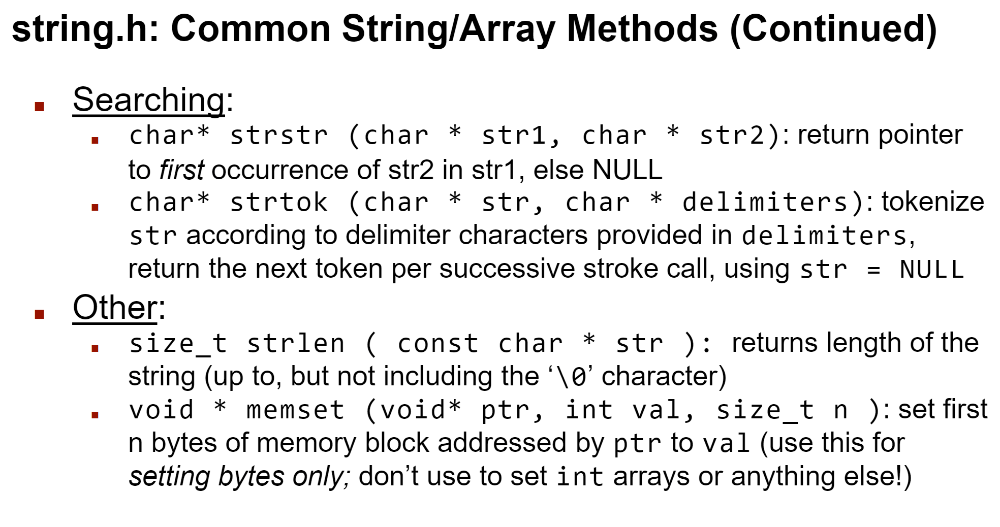 string.h: Common String/Array Methods (Continued)
Searching:
char* strstr (char * str1, char * str2): return pointer
to first occurrence of str2 in str1, else NULL
char* strtok (char * str, char * delimiters): tokenize
str according to delimiter characters provided in delimiters,
return the next token per successive stroke call, using str = NULL
Other:
size_t strlen ( const char * str ): returns length of the
string (up to, but not including the ‘\0’ character)
void * memset (void* ptr, int val, size_t n ): set first
n bytes of memory block addressed by ptr to val (use this for
setting bytes only; don’t use to set int arrays or anything else!)